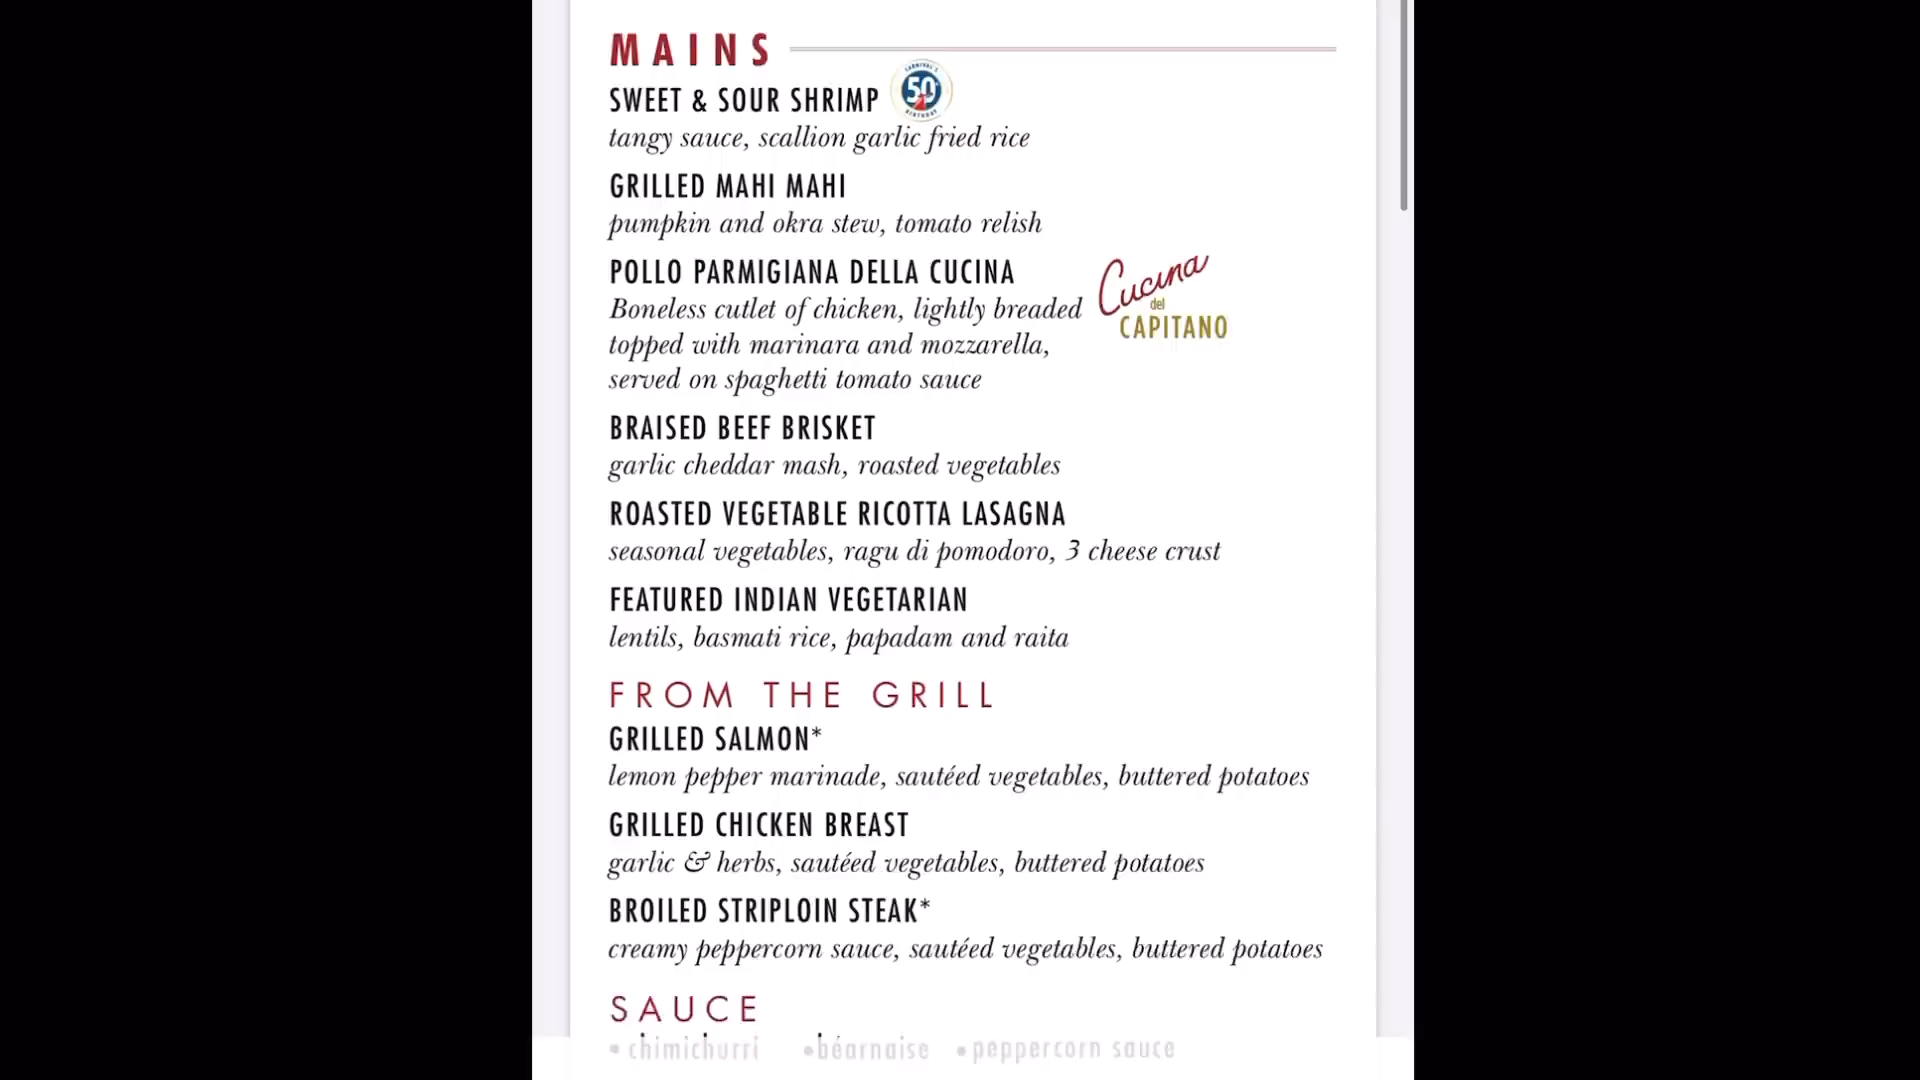 MAINS
SWEET & SOUR SHRIMP
CARNIVAL'S
50
BIRTHDAY
tangy sauce, scallion garlic fried rice
GRILLED MAHI MAHI
pumpkin and okra stew, tomato relish
POLLO PARMIGIANA DELLA CUCINA
Boneless cutlet of chicken, lightly breaded
topped with marinara and mozzarella,
served on spaghetti tomato sauce
Cucina
del
CAPITANO
BRAISED BEEF BRISKET
garlic cheddar mash, roasted vegetables
ROASTED VEGETABLE RICOTTA LASAGNA
seasonal vegetables, ragu di pomodoro, 3 cheese crust
FEATURED INDIAN VEGETARIAN
lentils, basmati rice, papadam and raita
FROM THE GRILL
GRILLED SALMON*
lemon pepper marinade, sautéed vegetables, buttered potatoes
GRILLED CHICKEN BREAST
garlic & herbs, sautéed vegetables, buttered potatoes
BROILED STRIPLOIN STEAK*
creamy peppercorn sauce, sautéed vegetables, buttered potatoes
SAUCE
• chimichurri •béarnaise •peppercorn sauce